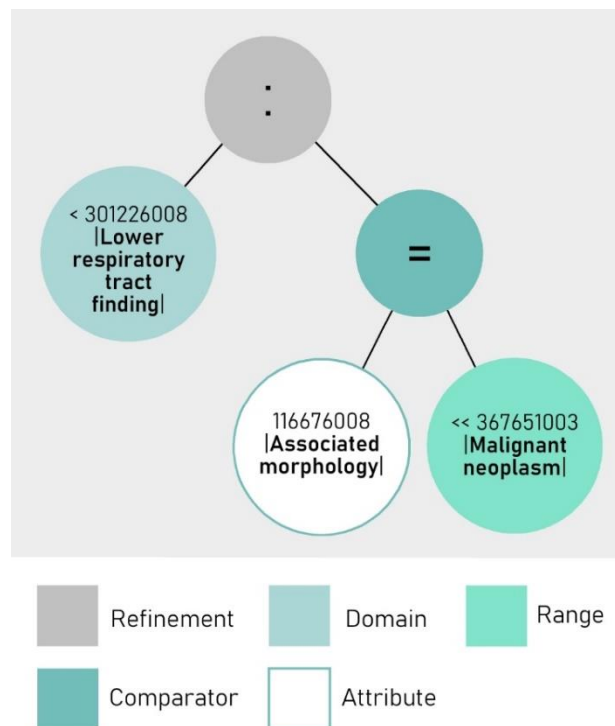 :
< 301226008
|Lower
respiratory
tract
finding|
=
116676008
|Associated
morphology|
<< 367651003
|Malignant
neoplasm|
Refinement
Domain
Range
Comparator
Attribute